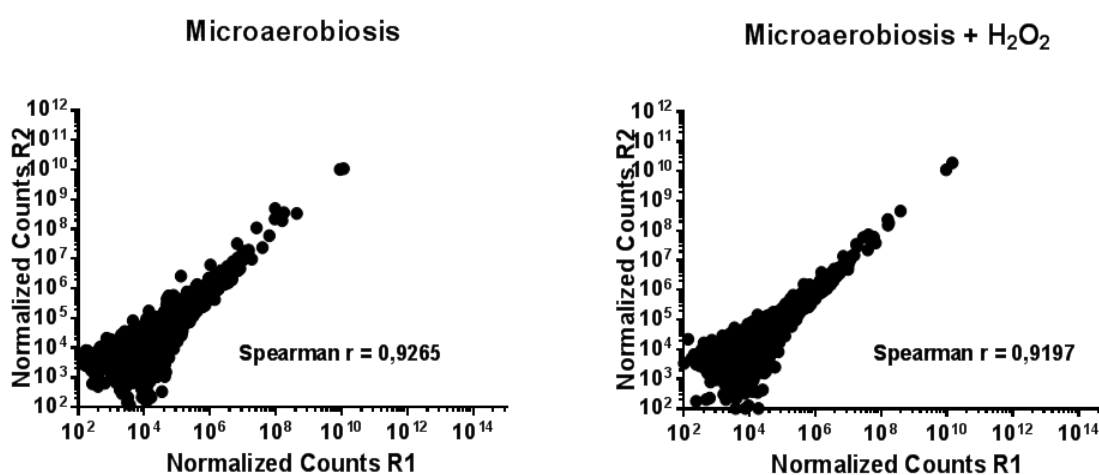 Microaerobiosis
Normalized Counts R2
10¹²
10¹¹
10¹⁰
10⁹
10⁸
10⁷
10⁶
10⁵
10⁴
10³
10²
Spearman r = 0,9265
10² 10⁴ 10⁶ 10⁸ 10¹⁰ 10¹² 10¹⁴
Normalized Counts R1
Microaerobiosis + H₂O₂
Normalized Counts R2
10¹²
10¹¹
10¹⁰
10⁹
10⁸
10⁷
10⁶
10⁵
10⁴
10³
10²
Spearman r = 0,9197
10² 10⁴ 10⁶ 10⁸ 10¹⁰ 10¹² 10¹⁴
Normalized Counts R1